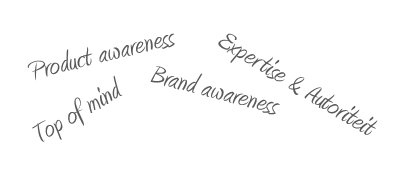 Product awareness
Expertise & Autoriteit
Top of mind
Brand awareness